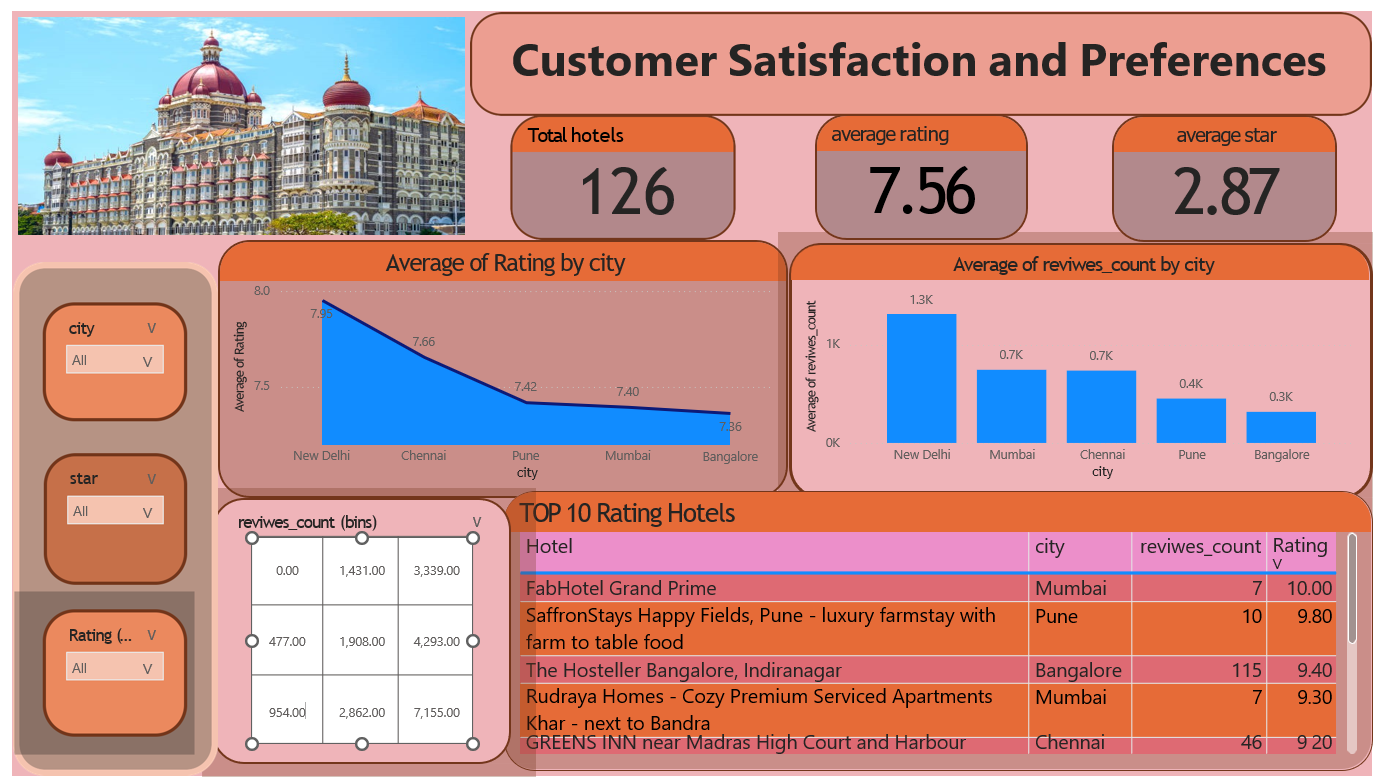 Customer Satisfaction and Preferences
Total hotels
126
average rating
7.56
average star
2.87
city
All
star
All
Rating (...
All
Average of Rating by city
Average of Rating
8.0
7.5
7.95
7.66
7.42
7.40
7.36
New Delhi Chennai Pune Mumbai Bangalore
city
Average of reviwes_count by city
Average of reviwes_count
1K
0K
1.3K
0.7K
0.7K
0.4K
0.3K
New Delhi Mumbai Chennai Pune Bangalore
city
reviwes_count (bins)
0.00 1,431.00 3,339.00
477.00 1,908.00 4,293.00
954.00 2,862.00 7,155.00
TOP 10 Rating Hotels
Hotel city reviwes_count Rating
FabHotel Grand Prime Mumbai 7 10.00
SaffronStays Happy Fields, Pune - luxury farmstay with Pune 10 9.80
farm to table food
The Hosteller Bangalore, Indiranagar Bangalore 115 9.40
Rudraya Homes - Cozy Premium Serviced Apartments Mumbai 7 9.30
Khar - next to Bandra
GREENS INN near Madras High Court and Harbour Chennai 46 9 20